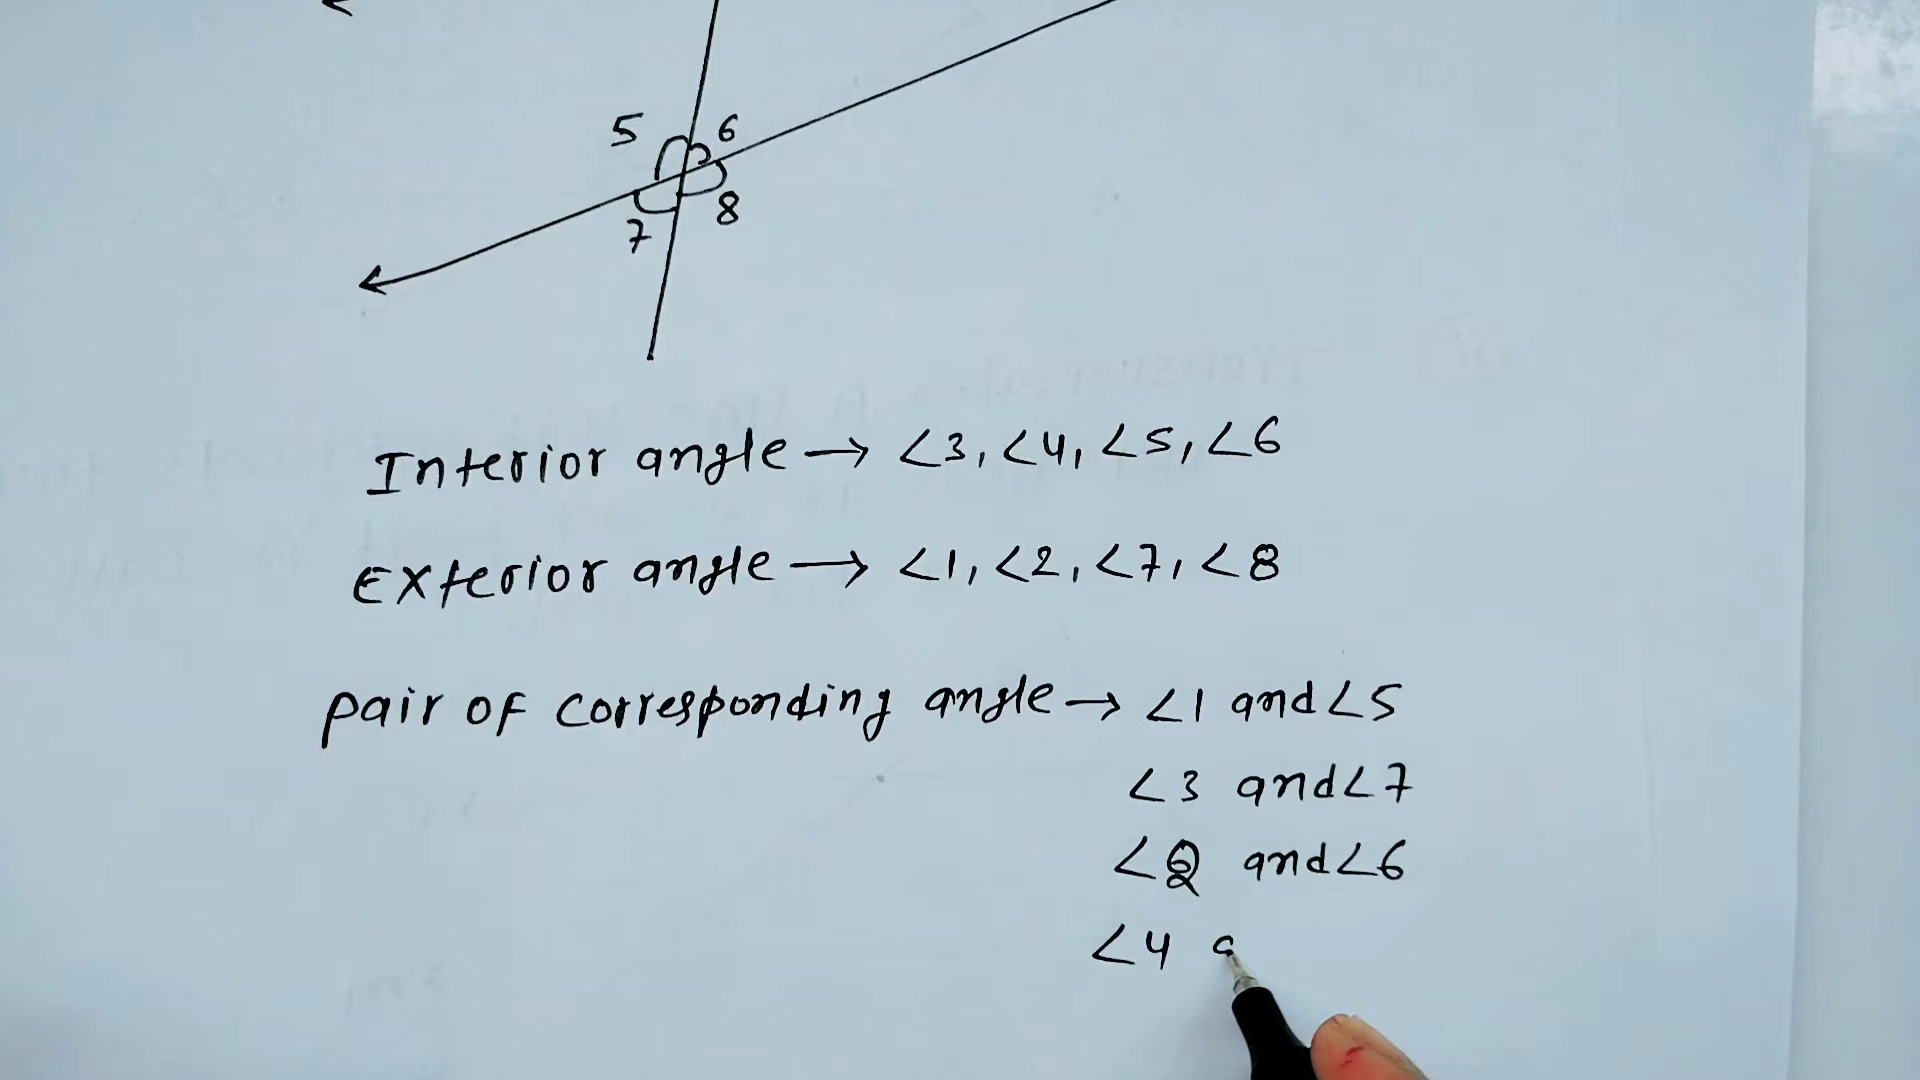 5 6
7 8
Interior angle → ∠3, ∠4, ∠5, ∠6
Exterior angle → ∠1, ∠2, ∠7, ∠8
pair of corresponding angle → ∠1 and ∠5
∠3 and ∠7
∠2 and ∠6
∠4 a